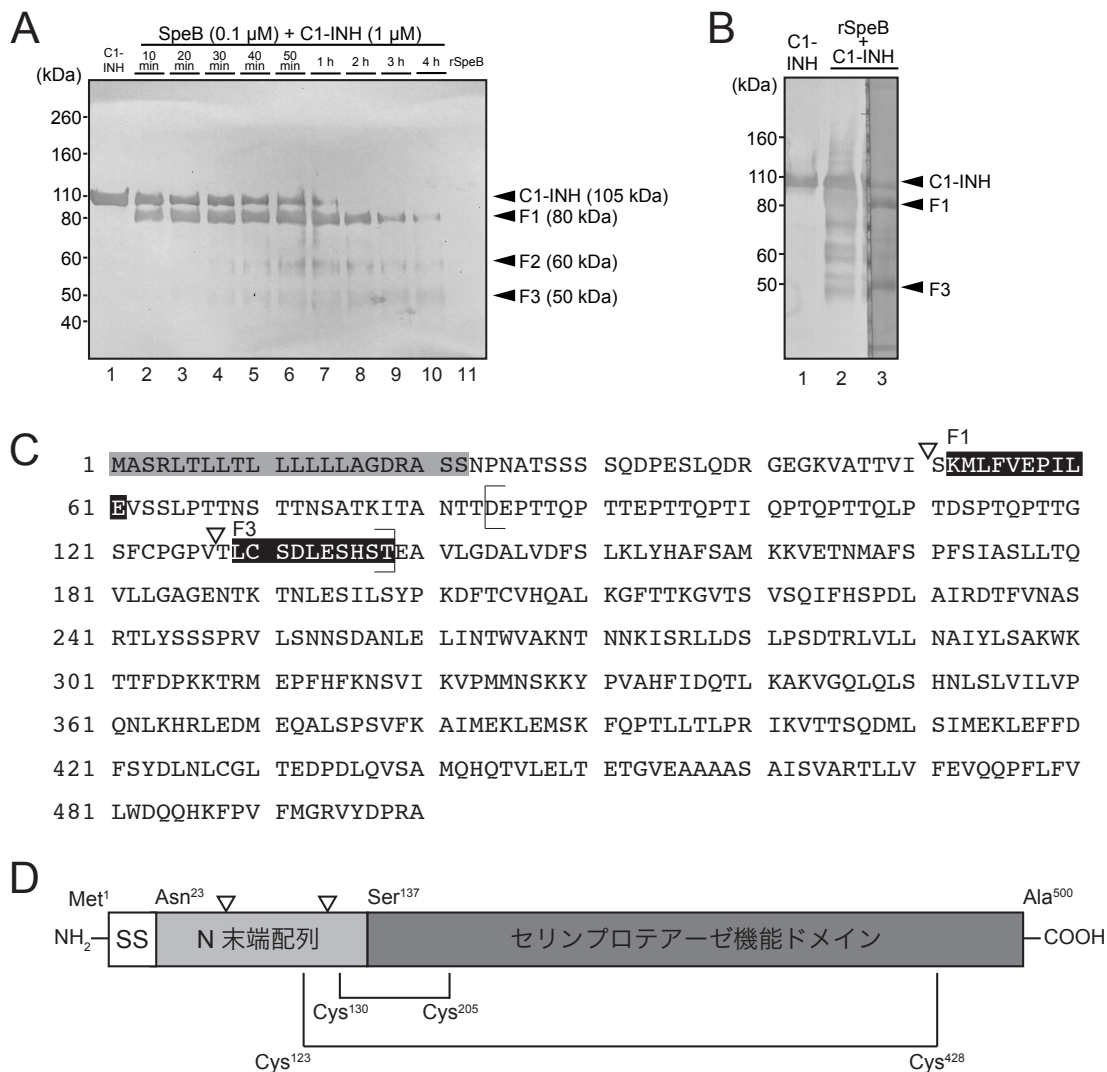 A
SpeB (0.1 μM) + C1-INH (1 μM)
C1-
INH
10 min
20 min
30 min
40 min
50 min
1 h
2 h
3 h
4 h
rSpeB
(kDa)
260
160
110
80
60
50
40
C1-INH (105 kDa)
F1 (80 kDa)
F2 (60 kDa)
F3 (50 kDa)
1 2 3 4 5 6 7 8 9 10 11
B
C1-
INH
rSpeB
+
C1-INH
(kDa)
160
110
80
60
50
C1-INH
F1
F3
1 2 3
C
F1
1 MASRLTLLTL LLLLLAGDRA SSNPNATSSS SQDPESLQDR GEGKVATTVI SKMLFVEPIL
61 EVSSLPTTNS TTNSATKITA NTTDEPTTQP TTEPTTQPTI QPTQPTTQLP TDSPTQPTTG
F3
121 SFCPGPVTLC SDLESHSTEA VLGDALVDFS LKLYHAFSAM KKVETNMAFS PFSIASLLTQ
181 VLLGAGENTK TNLESILSYP KDFTCVHQAL KGFTTKGVTS VSQIFHSPDL AIRDTFVNAS
241 RTLYSSSPRV LSNNSDANLE LINTWVAKNT NNKISRLLDS LPSDTRLVLL NAIYLSAKWK
301 TTFDPKKTRM EPFHFKNSVI KVPMMNSKKY PVAHFIDQTL KAKVGQLQLS HNLSLVILVP
361 QNLKHRLEDM EQALSPSVFK AIMEKLEMSK FQPTLLTLPR IKVTTSQDML SIMEKLEFFD
421 FSYDLNLCGL TEDPDLQVSA MQHQTVLELT ETGVEAAAAS AISVARTLLV FEVQQPFLFV
481 LWDQQHKFPV FMGRVYDPRA
D
Met1
Asn23
Ser137
Ala500
NH2
SS
N 末端配列
セリンプロテアーゼ機能ドメイン
COOH
Cys130
Cys205
Cys123
Cys428